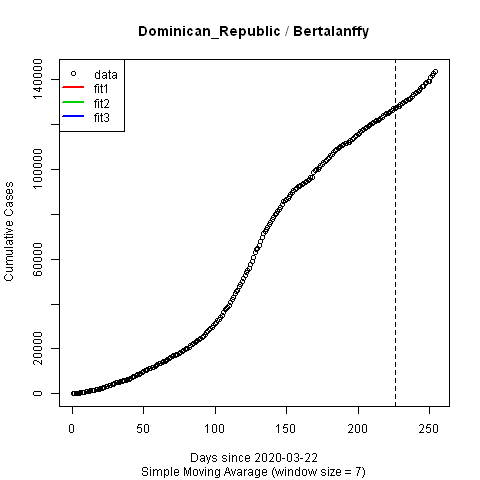 Dominican_Republic / Bertalanffy
data
fit1
fit2
fit3
Cumulative Cases
0
20000
60000
100000
140000
0
50
100
150
200
250
Days since 2020-03-22
Simple Moving Avarage (window size = 7)